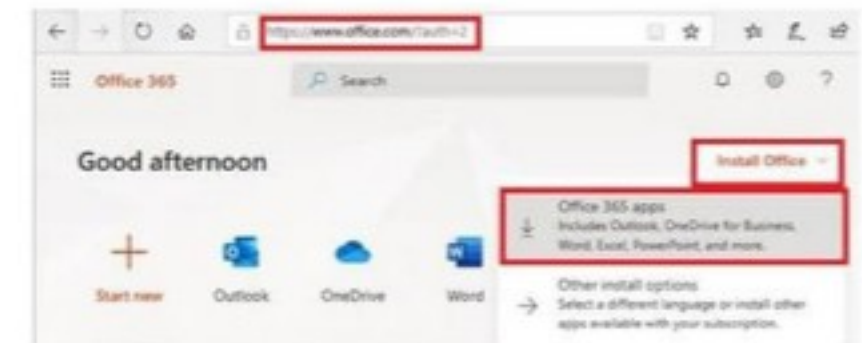 https://www.office.com/?auth=2
Office 365
Search
?
Good afternoon
Install Office
Office 365 apps
Includes Outlook, OneDrive for Business,
Word, Excel, PowerPoint, and more.
Start new
Outlook
OneDrive
Word
Other install options
Select a different language or install other
apps available with your subscription.